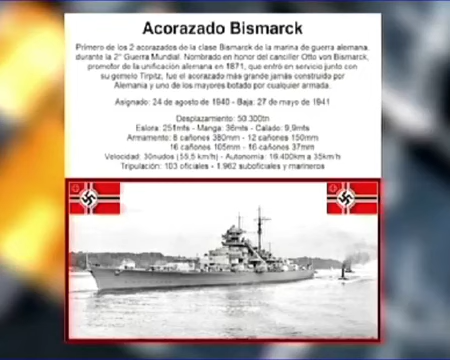 Acorazado Bismarck
Primero de los 2 acorazados de la clase Bismarck de la marina de guerra alemana,
durante la 2° Guerra Mundial. Nombrado en honor del canciller Otto von Bismarck,
promotor de la unificación alemana en 1871, que entró en servicio junto con
su gemelo Tirpitz, fue el acorazado más grande jamás construido por
Alemania y uno de los mayores botado por cualquier armada.
Asignado: 24 de agosto de 1940 - Baja: 27 de mayo de 1941
Desplazamiento: 50.300tn
Eslora: 251mts - Manga: 36mts - Calado: 9,9mts
Armamento: 8 cañones 380mm - 12 cañones 150mm
16 cañones 105mm - 16 cañones 37mm
Velocidad: 30nudos (55,5 km/h) - Autonomía: 16.400km a 35km/h
Tripulación: 103 oficiales - 1.962 suboficiales y marineros